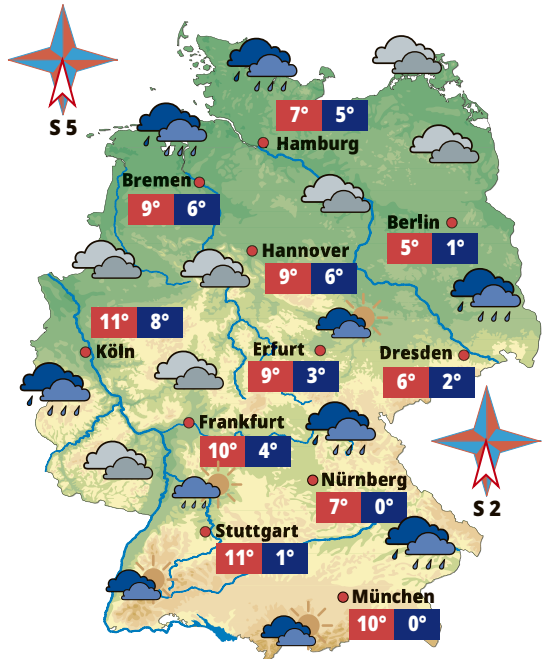 S 5
7° 5°
Hamburg
Bremen
9° 6°
Berlin
5° 1°
Hannover
9° 6°
11° 8°
Köln
Erfurt
9° 3°
Dresden
6° 2°
Frankfurt
10° 4°
Nürnberg
7° 0°
S 2
Stuttgart
11° 1°
München
10° 0°